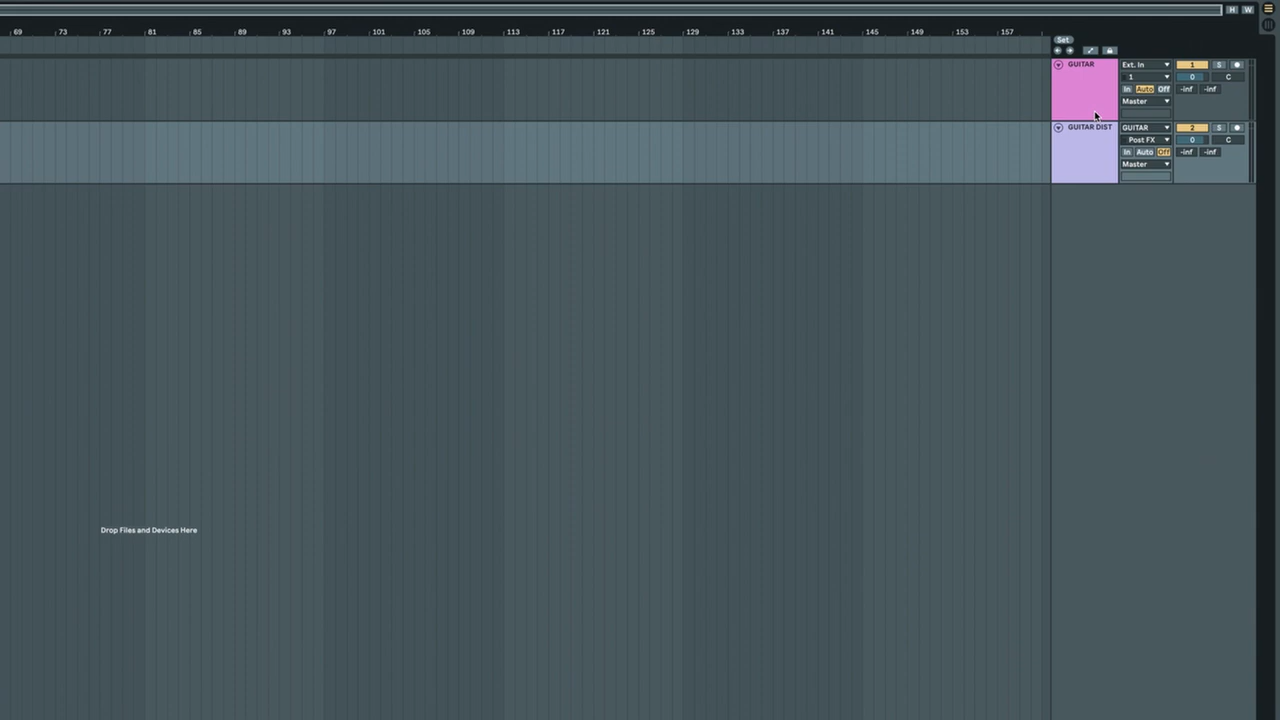 H W
69 73 77 81 85 89 93 97 101 105 109 113 117 121 125 129 133 137 141 145 149 153 157
Set
GUITAR Ext. In 1 S
1 0 C
In Auto Off -inf -inf
Master
GUITAR DIST GUITAR 2 S
Post FX 0 C
In Auto Off -inf -inf
Master
Drop Files and Devices Here